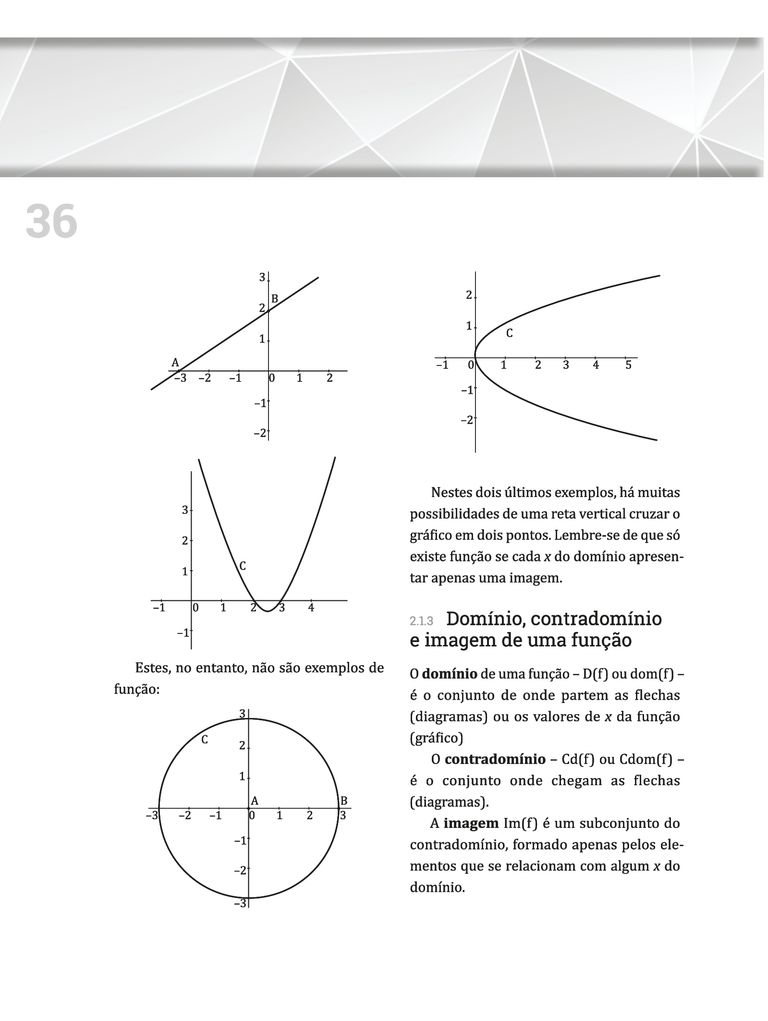 36
3
B
2
1
A
–3 –2 –1 0 1 2
–1
–2
3
2
C
1
–1 0 1 2 3 4
–1
Estes, no entanto, não são exemplos de
função:
3
C
2
1
A B
–3 –2 –1 0 1 2 3
–1
–2
–3
2
1
C
–1 0 1 2 3 4 5
–1
–2
Nestes dois últimos exemplos, há muitas
possibilidades de uma reta vertical cruzar o
gráfico em dois pontos. Lembre-se de que só
existe função se cada x do domínio apresen-
tar apenas uma imagem.
2.1.3 Domínio, contradomínio
e imagem de uma função
O domínio de uma função – D(f) ou dom(f) –
é o conjunto de onde partem as flechas
(diagramas) ou os valores de x da função
(gráfico)
O contradomínio – Cd(f) ou Cdom(f) –
é o conjunto onde chegam as flechas
(diagramas).
A imagem Im(f) é um subconjunto do
contradomínio, formado apenas pelos ele-
mentos que se relacionam com algum x do
domínio.